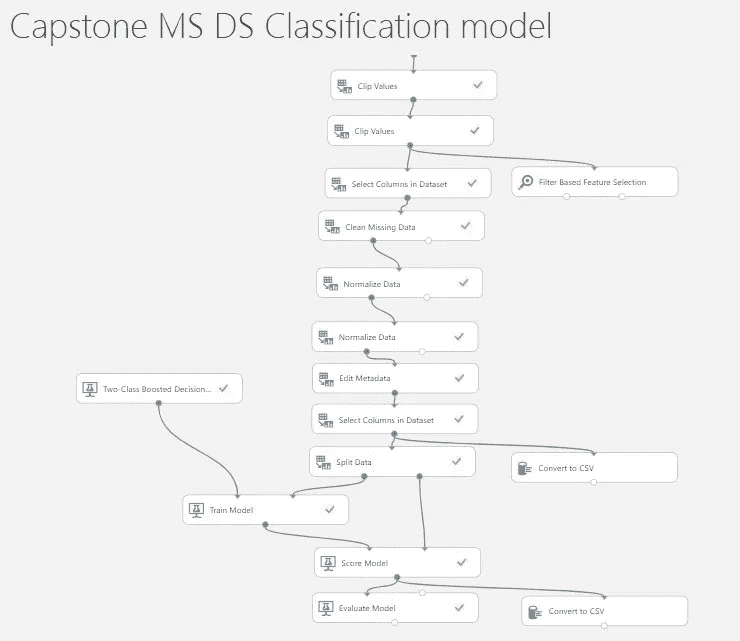 Capstone MS DS Classification model
Clip Values
Clip Values
Select Columns in Dataset
Filter Based Feature Selection
Clean Missing Data
Normalize Data
Normalize Data
Edit Metadata
Two-Class Boosted Decision...
Select Columns in Dataset
Split Data
Convert to CSV
Train Model
Score Model
Evaluate Model
Convert to CSV